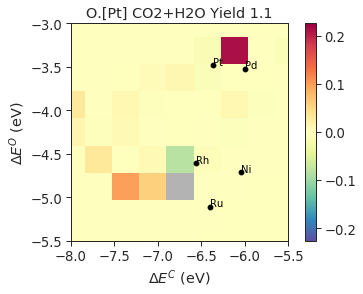 O.[Pt] CO2+H2O Yield 1.1
ΔE^O (eV)
−3.0
−3.5
−4.0
−4.5
−5.0
−5.5
Pt
Pd
Rh
Ni
Ru
0.2
0.1
0.0
−0.1
−0.2
−8.0 −7.5 −7.0 −6.5 −6.0 −5.5
ΔE^C (eV)